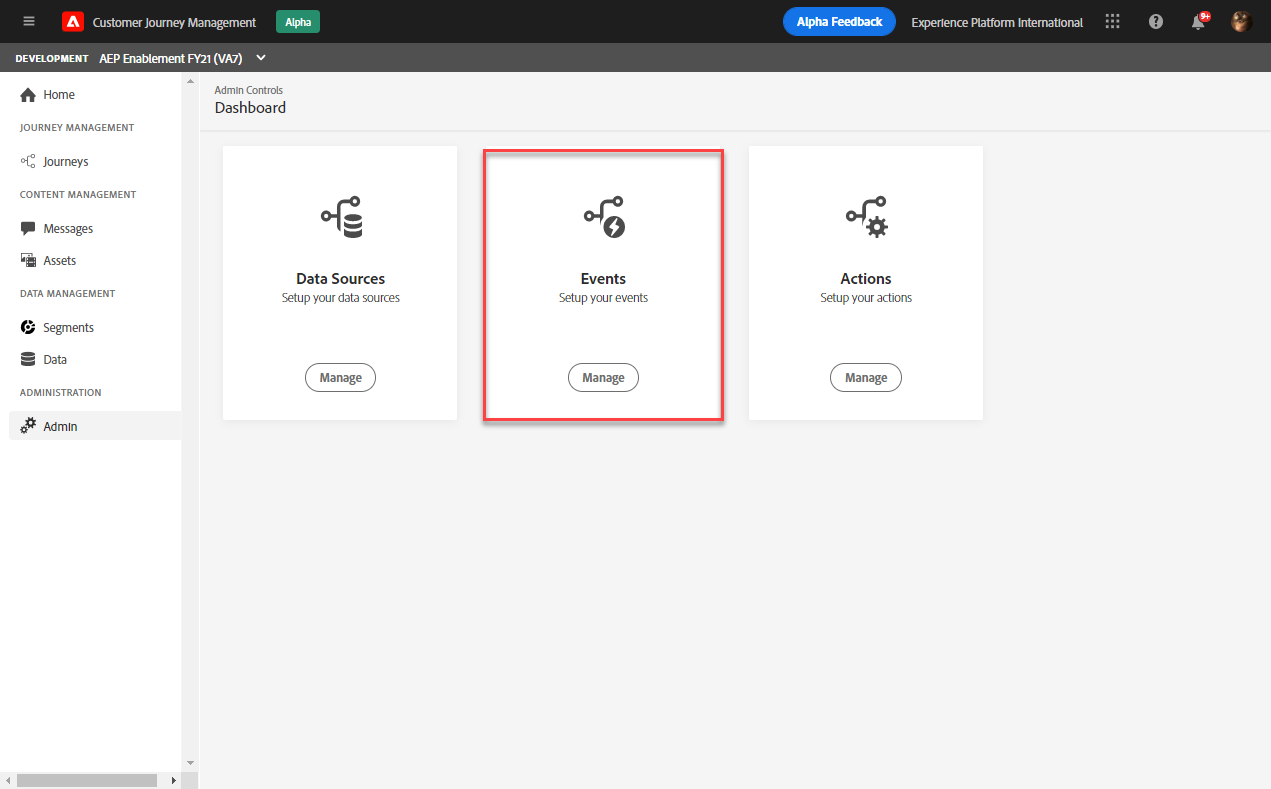 Customer Journey Management Alpha Alpha Feedback Experience Platform International 9+
DEVELOPMENT AEP Enablement FY21 (VA7)
Home
JOURNEY MANAGEMENT
Journeys
CONTENT MANAGEMENT
Messages
Assets
DATA MANAGEMENT
Segments
Data
ADMINISTRATION
Admin
Admin Controls
Dashboard
Data Sources
Setup your data sources
Manage
Events
Setup your events
Manage
Actions
Setup your actions
Manage